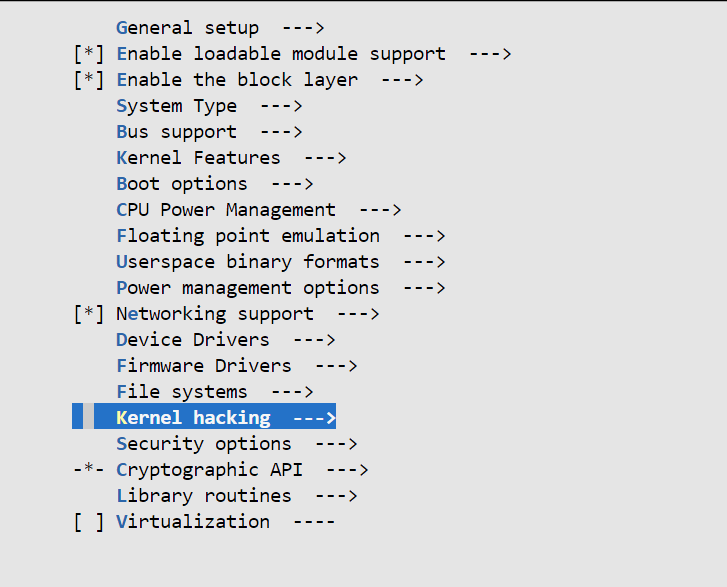 General setup  --->
[*] Enable loadable module support  --->
[*] Enable the block layer  --->
System Type  --->
Bus support  --->
Kernel Features  --->
Boot options  --->
CPU Power Management  --->
Floating point emulation  --->
Userspace binary formats  --->
Power management options  --->
[*] Networking support  --->
Device Drivers  --->
Firmware Drivers  --->
File systems  --->
Kernel hacking  --->
Security options  --->
-*- Cryptographic API  --->
Library routines  --->
[ ] Virtualization  ----